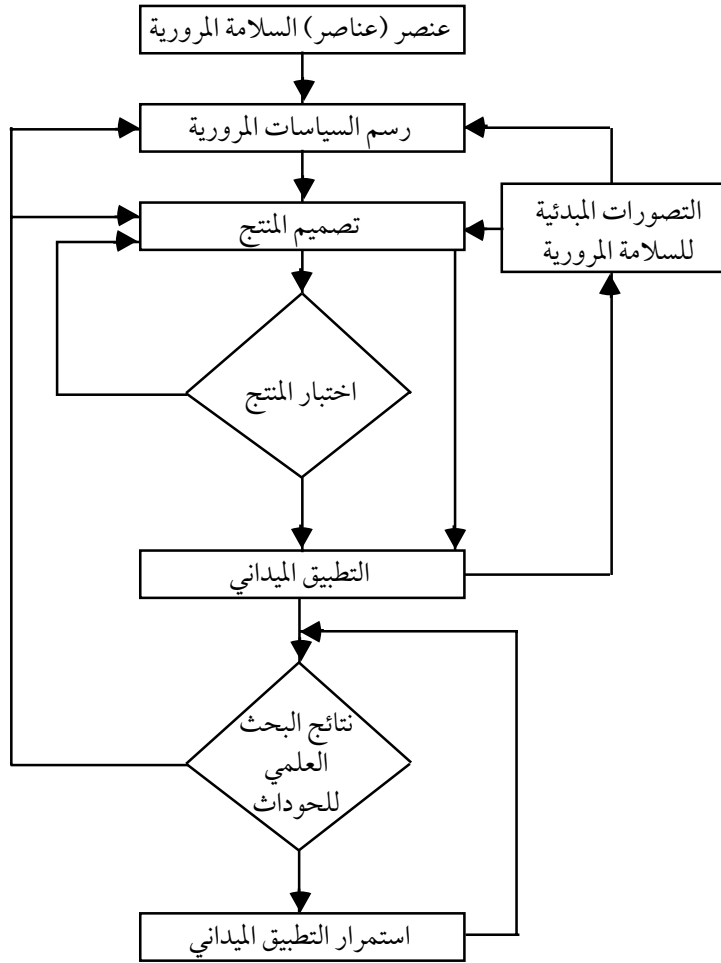 عنصر (عناصر) السلامة المرورية
رسم السياسات المرورية
تصميم المنتج
التصورات المبدئية
للسلامة المرورية
اختبار المنتج
التطبيق الميداني
نتائج البحث
العلمي
للحوداث
استمرار التطبيق الميداني